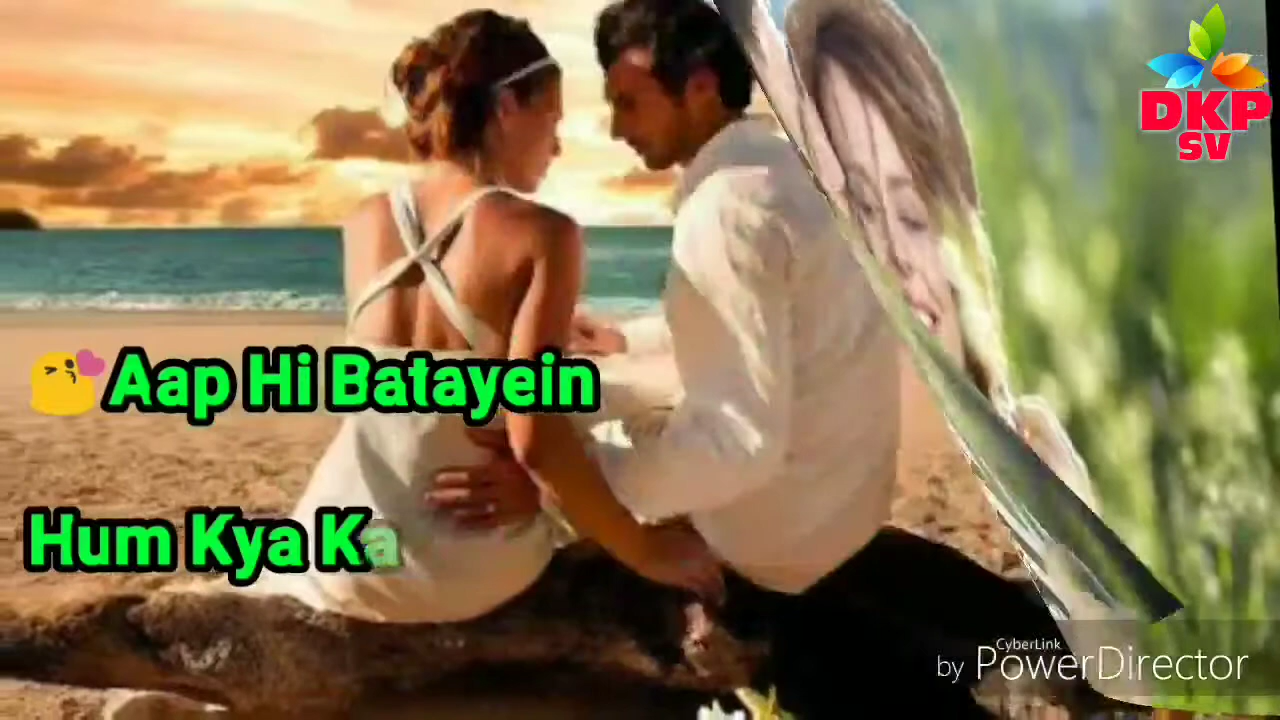 DKP
SV
Aap Hi Batayein
Hum Kya Ka
CyberLink
by PowerDirector